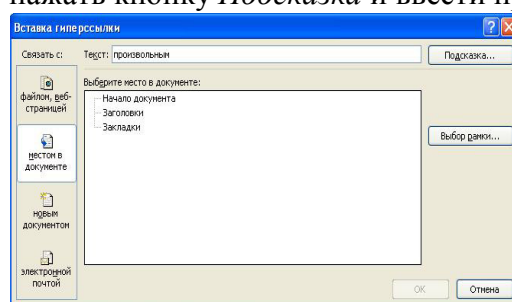 нажать кнопку Подсказка и ввести
Вставка гиперссылки
Связать с:
Текст: произвольным
Подсказка...
Выберите место в документе:
файлом, веб-
страницей
Начало документа
Заголовки
Закладки
местом в
документе
Выбор рамки...
новым
документом
электронной
почтой
ОК
Отмена